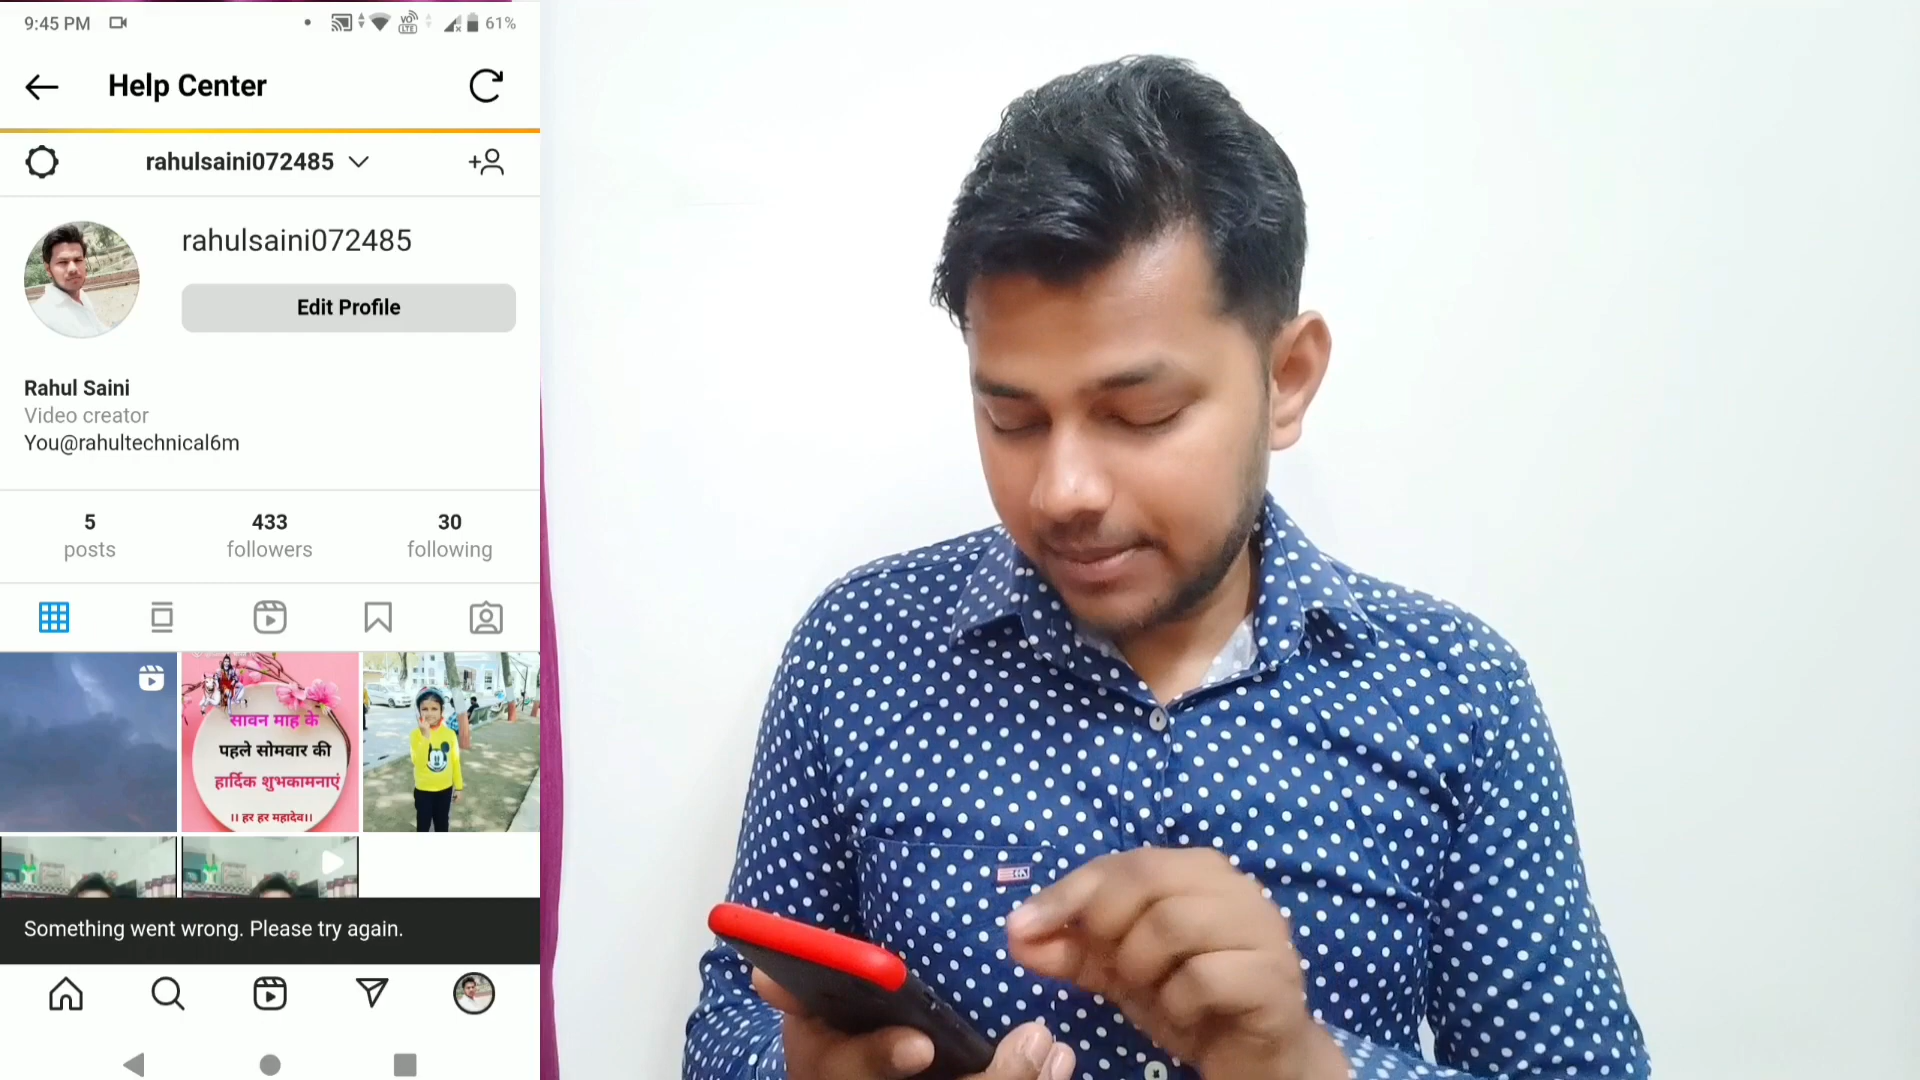 9:45 PM
61%
Help Center
rahulsaini072485
rahulsaini072485
Edit Profile
Rahul Saini
Video creator
You@rahultechnical6m
5
posts
433
followers
30
following
सावन माह के
पहले सोमवार की
हार्दिक शुभकामनाएं
।। हर हर महादेव।।
Something went wrong. Please try again.